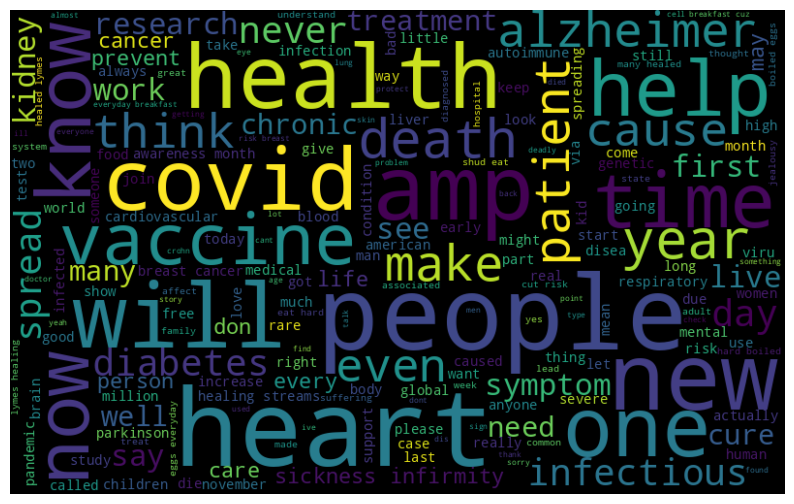 almost
research
never
treatment
understand
little
alzheimer
cell breakfast cuz
kidney
healed lymes
know
cancer
prevent
take
infection
bad
autoimmune
still
may
thought
many healed
boiled eggs
always
great
eye
lung
way
health
work
everyday breakfast
protect
diagnosed
hospital
keep
patient
spreading
help
think
chronic
death
liver
look
cause
high
month
ill
everyone
getting
skin
system
risk breast
deadly
via
come
genetic
first
jealousy
two
test
food
awareness month
give
problem
shud eat
condition
covid
amp
back
kid
state
time
someone
join
world
cardiovascular
blood
see
early
might
start
going
disea
long
viru
year
spread
vaccine
today
american
man
part
many
crohn
lot
cant
make
something
infected
doctor
breast cancer
medical
associated
real
cut risk
respiratory
live
show
affect
story
age
got
life
eat hard
due
women
day
good
yeah
free
love
much
rare
yes
point
adult
check
will
people
don
family
talk
men
type
mean
mental
hard boiled
lymes healing
diabetes
find
right
caused
want
thing
let
risk
use
new
now
brain
person
increase
every
body
global
week
lead
even
symptom
severe
actually
million
healing streams
suffering
anyone
pandemic
eggs everyday
parkinson
well
used
dont
please
need
one
cure
treat
heart
support
case
really
sign
common
human
study
say
made
ive
dis
last
thank
sorry
found
died
called
children
die
november
care
sickness infirmity
infectious